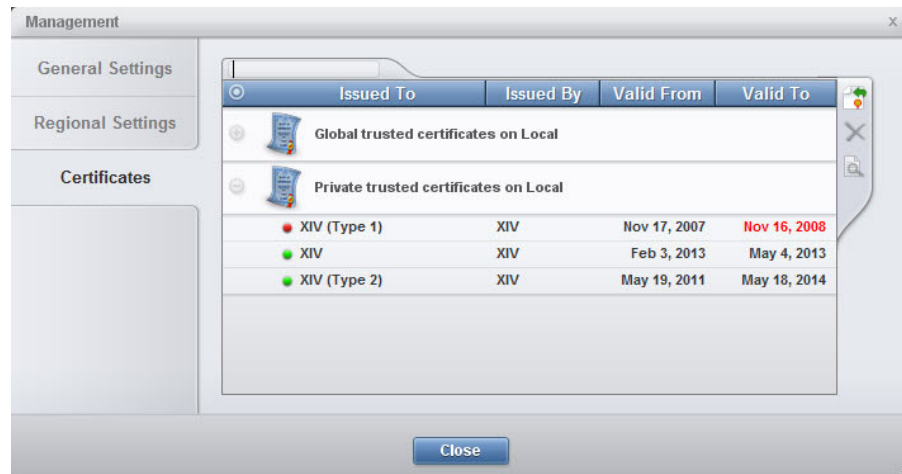 Management
x
General Settings
Regional Settings
Certificates
Issued To Issued By Valid From Valid To
Global trusted certificates on Local
Private trusted certificates on Local
XIV (Type 1) XIV Nov 17, 2007 Nov 16, 2008
XIV XIV Feb 3, 2013 May 4, 2013
XIV (Type 2) XIV May 19, 2011 May 18, 2014
Close